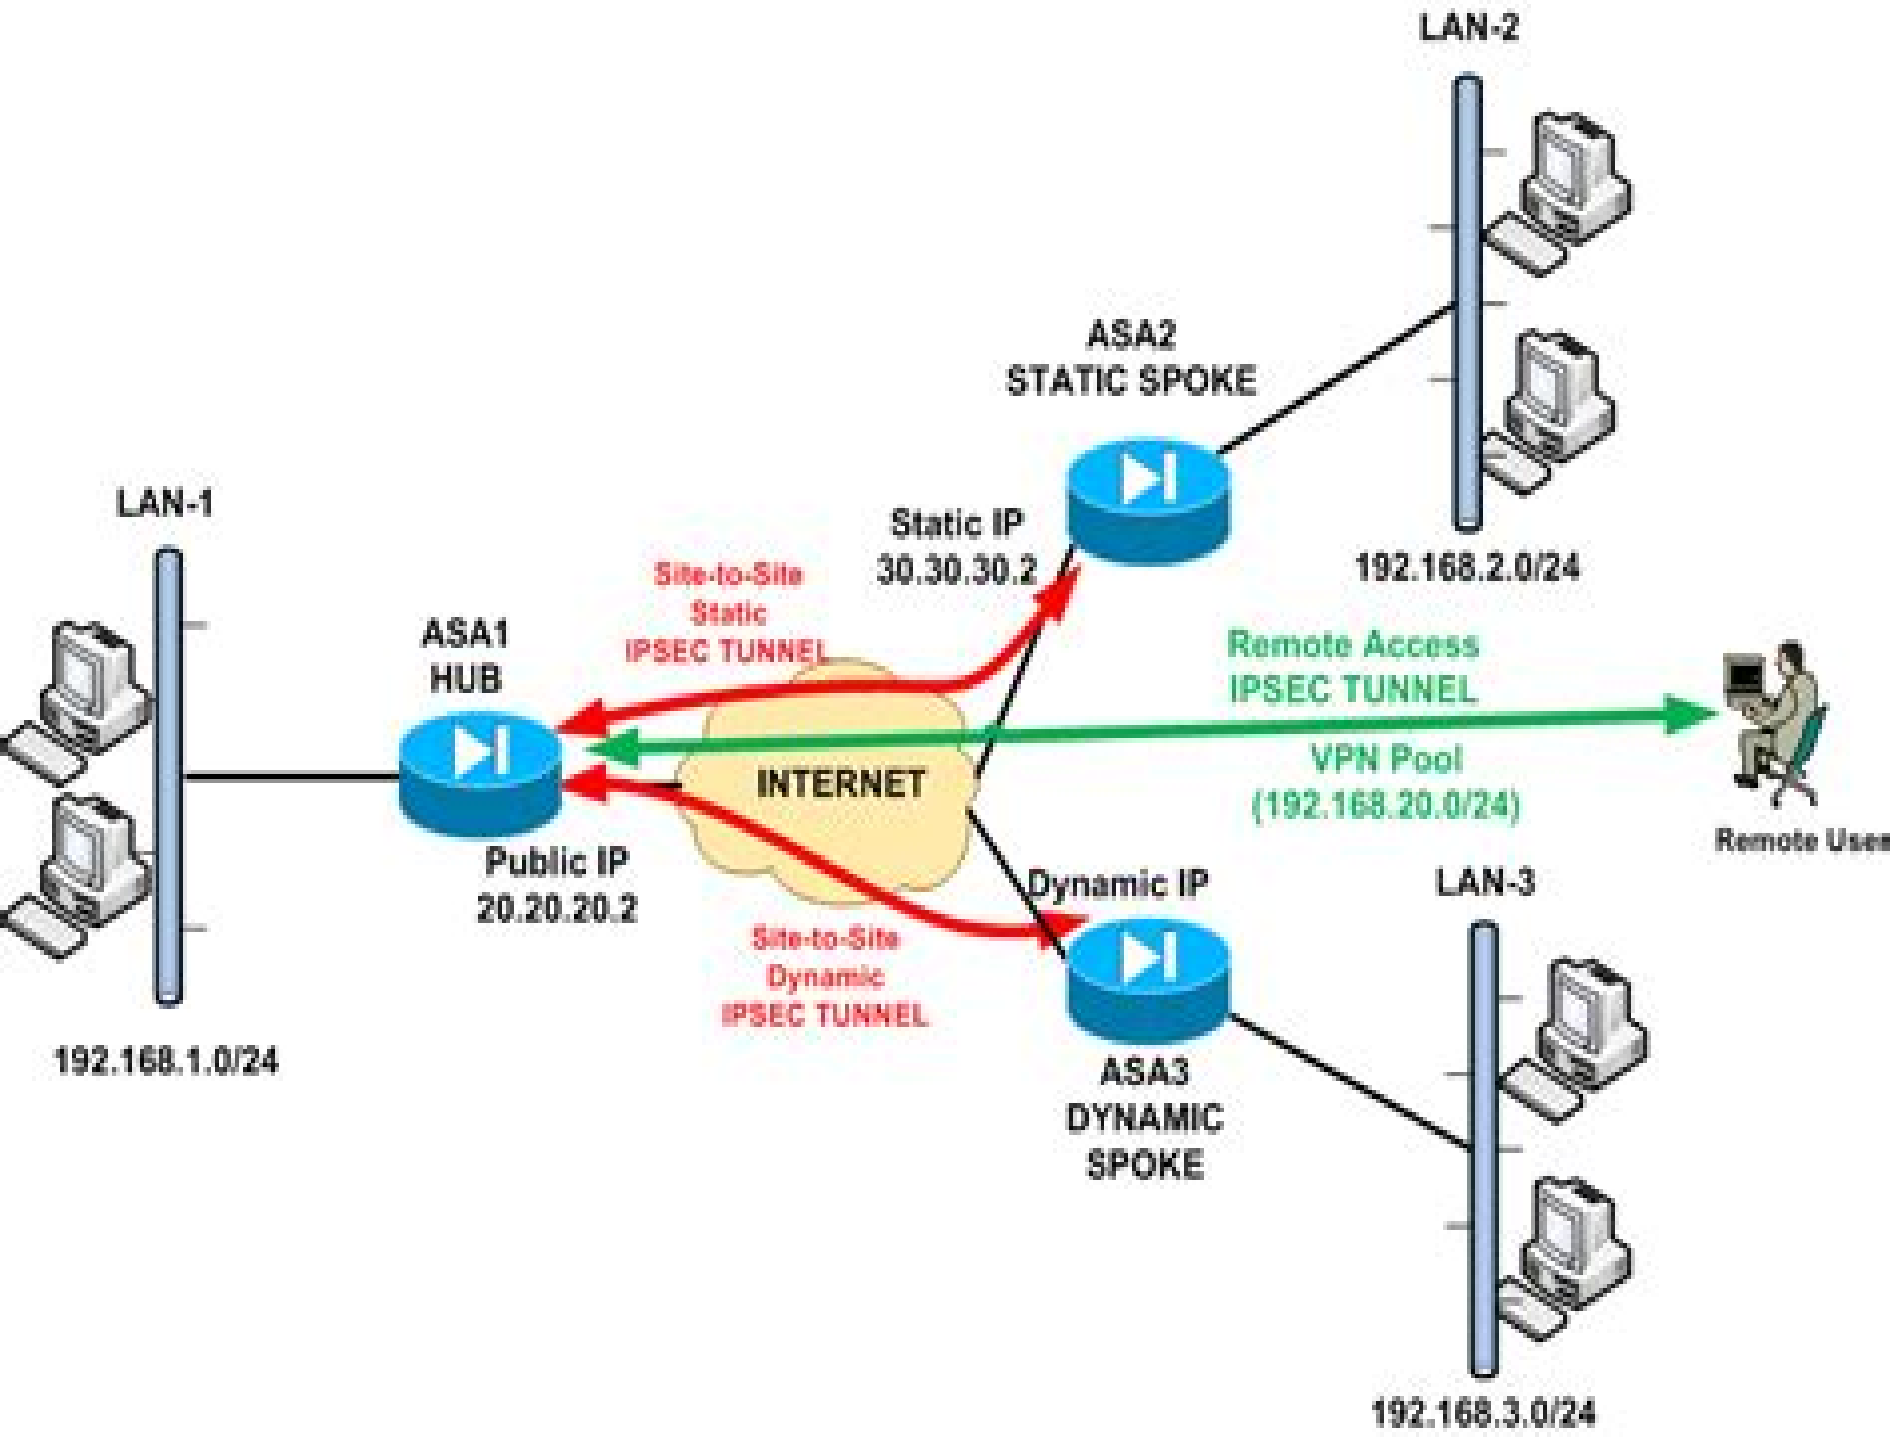 LAN-2
ASA2
STATIC SPOKE
LAN-1
Static IP
30.30.30.2
192.168.2.0/24
Site-to-Site
Static
IPSEC TUNNEL
ASA1
HUB
Remote Access
IPSEC TUNNEL
VPN Pool
(192.168.20.0/24)
INTERNET
Remote User
Public IP
20.20.20.2
Dynamic IP
LAN-3
Site-to-Site
Dynamic
IPSEC TUNNEL
192.168.1.0/24
ASA3
DYNAMIC
SPOKE
192.168.3.0/24